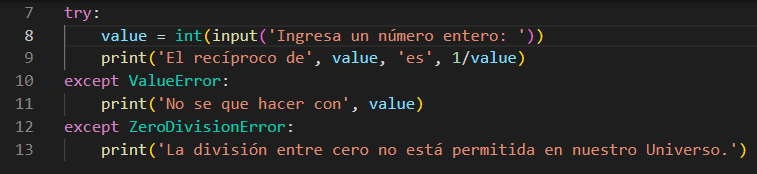 7 try:
8     value = int(input('Ingresa un número entero: '))
9     print('El recíproco de', value, 'es', 1/value)
10 except ValueError:
11     print('No se que hacer con', value)
12 except ZeroDivisionError:
13     print('La división entre cero no está permitida en nuestro Universo.')